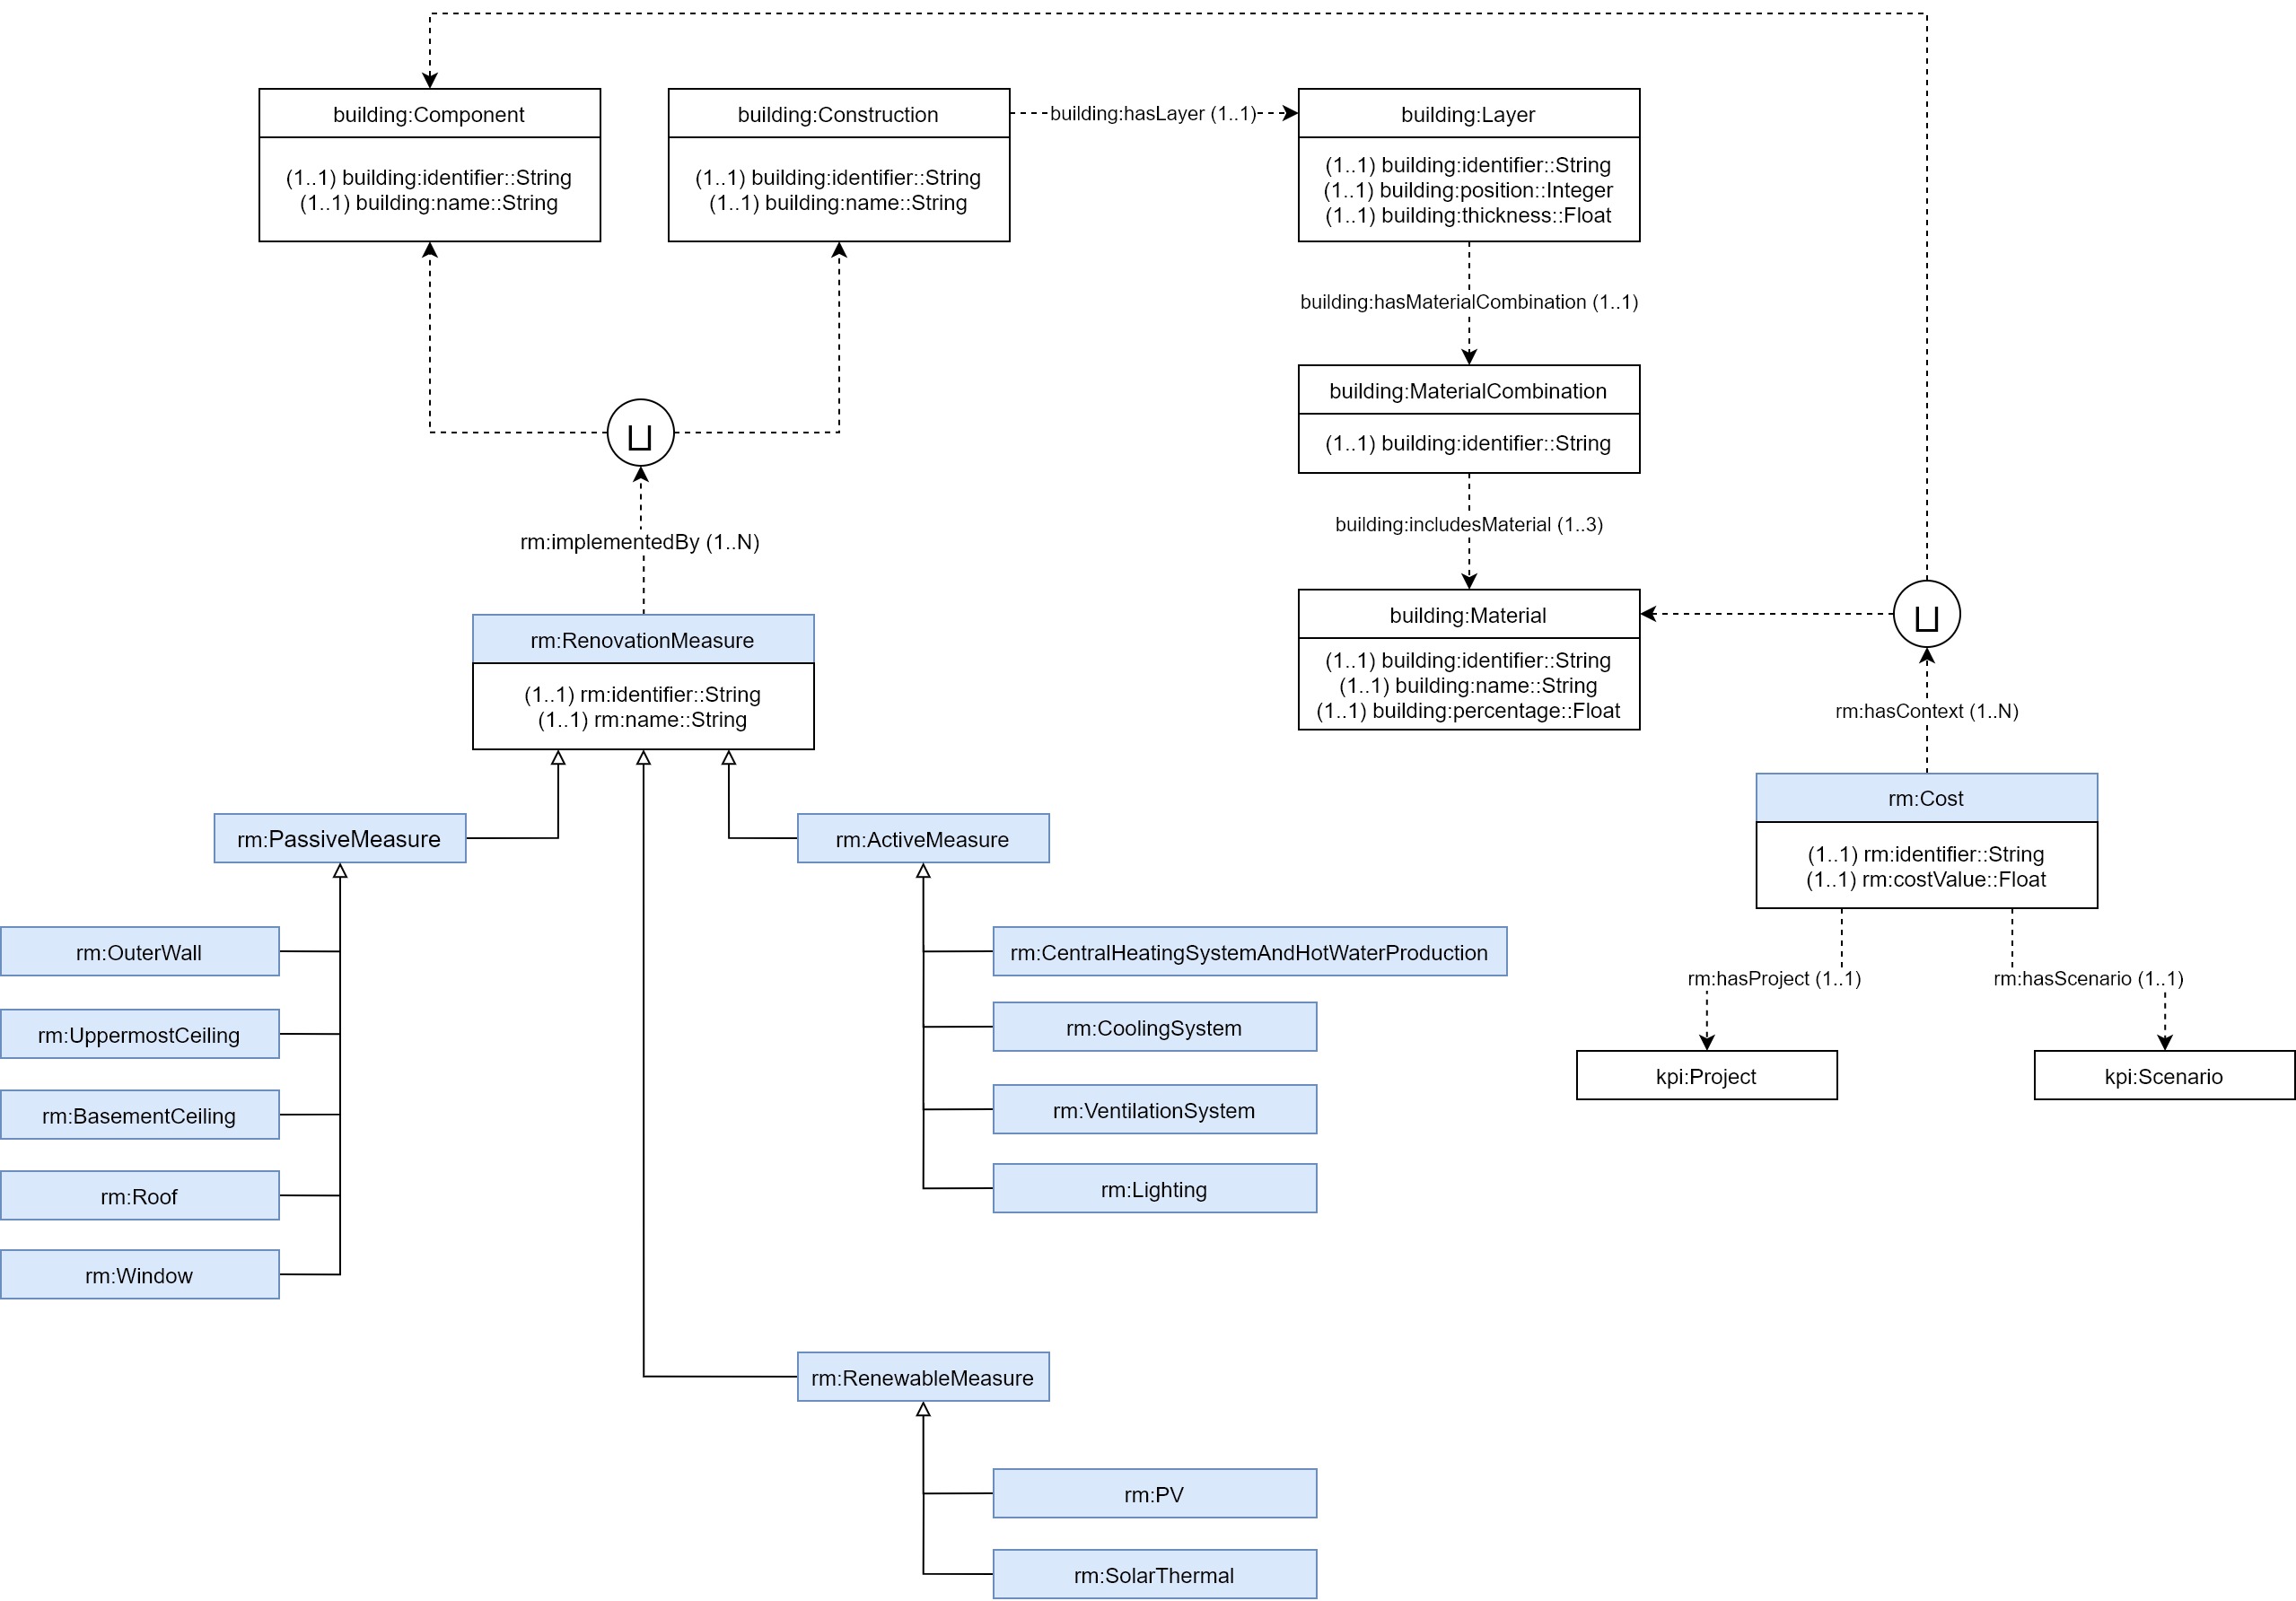 building:Component
(1..1) building:identifier::String
(1..1) building:name::String
building:Construction
(1..1) building:identifier::String
(1..1) building:name::String
building:hasLayer (1..1)
building:Layer
(1..1) building:identifier::String
(1..1) building:position::Integer
(1..1) building:thickness::Float
building:hasMaterialCombination (1..1)
building:MaterialCombination
(1..1) building:identifier::String
⊔
rm:implementedBy (1..N)
building:includesMaterial (1..3)
building:Material
(1..1) building:identifier::String
(1..1) building:name::String
(1..1) building:percentage::Float
⊔
rm:hasContext (1..N)
rm:RenovationMeasure
(1..1) rm:identifier::String
(1..1) rm:name::String
rm:Cost
(1..1) rm:identifier::String
(1..1) rm:costValue::Float
rm:hasProject (1..1)
rm:hasScenario (1..1)
kpi:Project
kpi:Scenario
rm:PassiveMeasure
rm:ActiveMeasure
rm:OuterWall
rm:UppermostCeiling
rm:BasementCeiling
rm:Roof
rm:Window
rm:CentralHeatingSystemAndHotWaterProduction
rm:CoolingSystem
rm:VentilationSystem
rm:Lighting
rm:RenewableMeasure
rm:PV
rm:SolarThermal